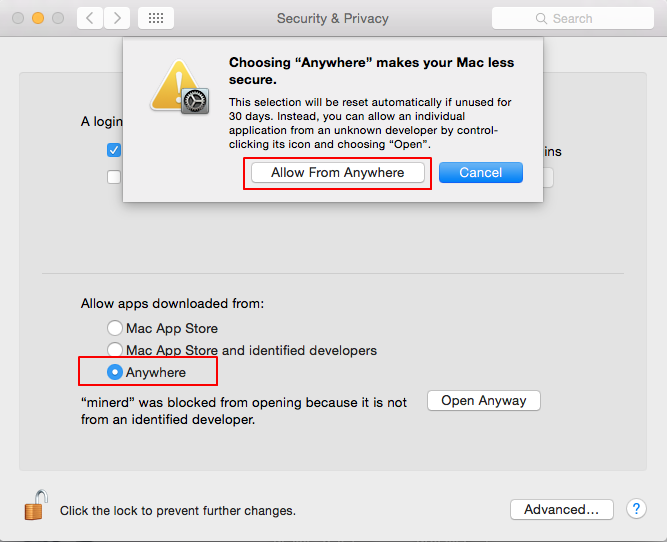 Security & Privacy
Search
Choosing “Anywhere” makes your Mac less
secure.
This selection will be reset automatically if unused for
30 days. Instead, you can allow an individual
application from an unknown developer by control-
clicking its icon and choosing “Open”.
Allow From Anywhere
Cancel
A login
ins
Allow apps downloaded from:
Mac App Store
Mac App Store and identified developers
Anywhere
“minerd” was blocked from opening because it is not
from an identified developer.
Open Anyway
Click the lock to prevent further changes.
Advanced...
?